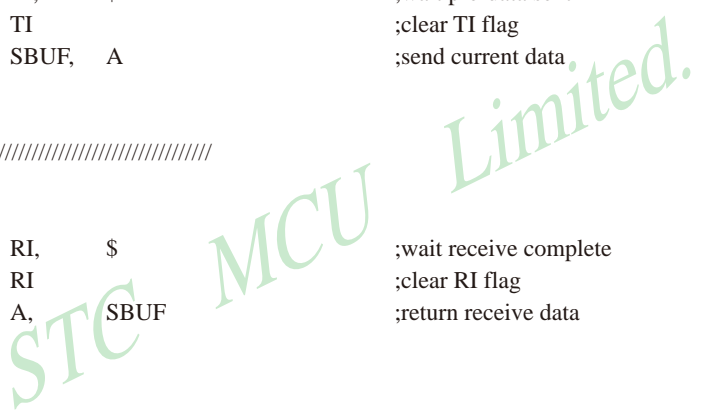 TI ;clear TI flag
SBUF, A ;send current data
////////////////////////////////
RI, $ ;wait receive complete
RI ;clear RI flag
A, SBUF ;return receive data
STC MCU Limited.